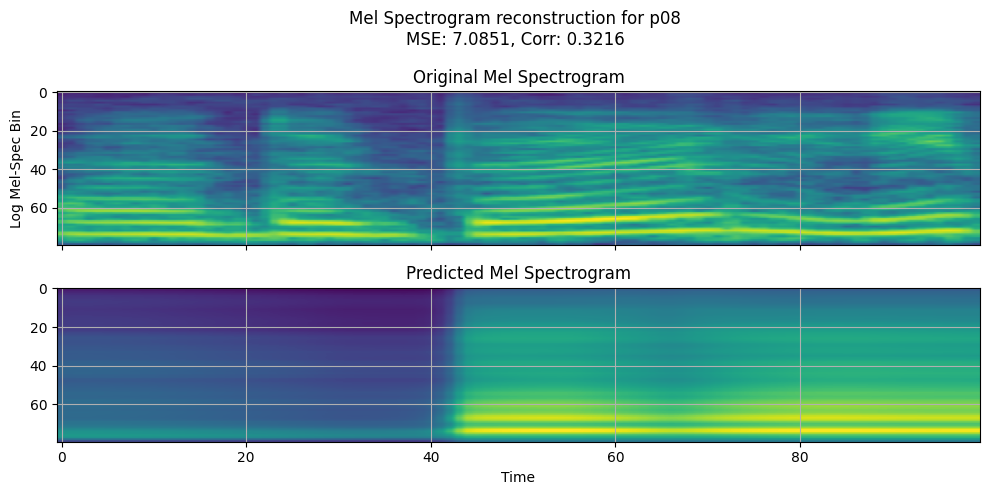 Mel Spectrogram reconstruction for p08
MSE: 7.0851, Corr: 0.3216
Original Mel Spectrogram
Log Mel-Spec Bin
0
20
40
60
Predicted Mel Spectrogram
0
20
40
60
0 20 40 60 80
Time